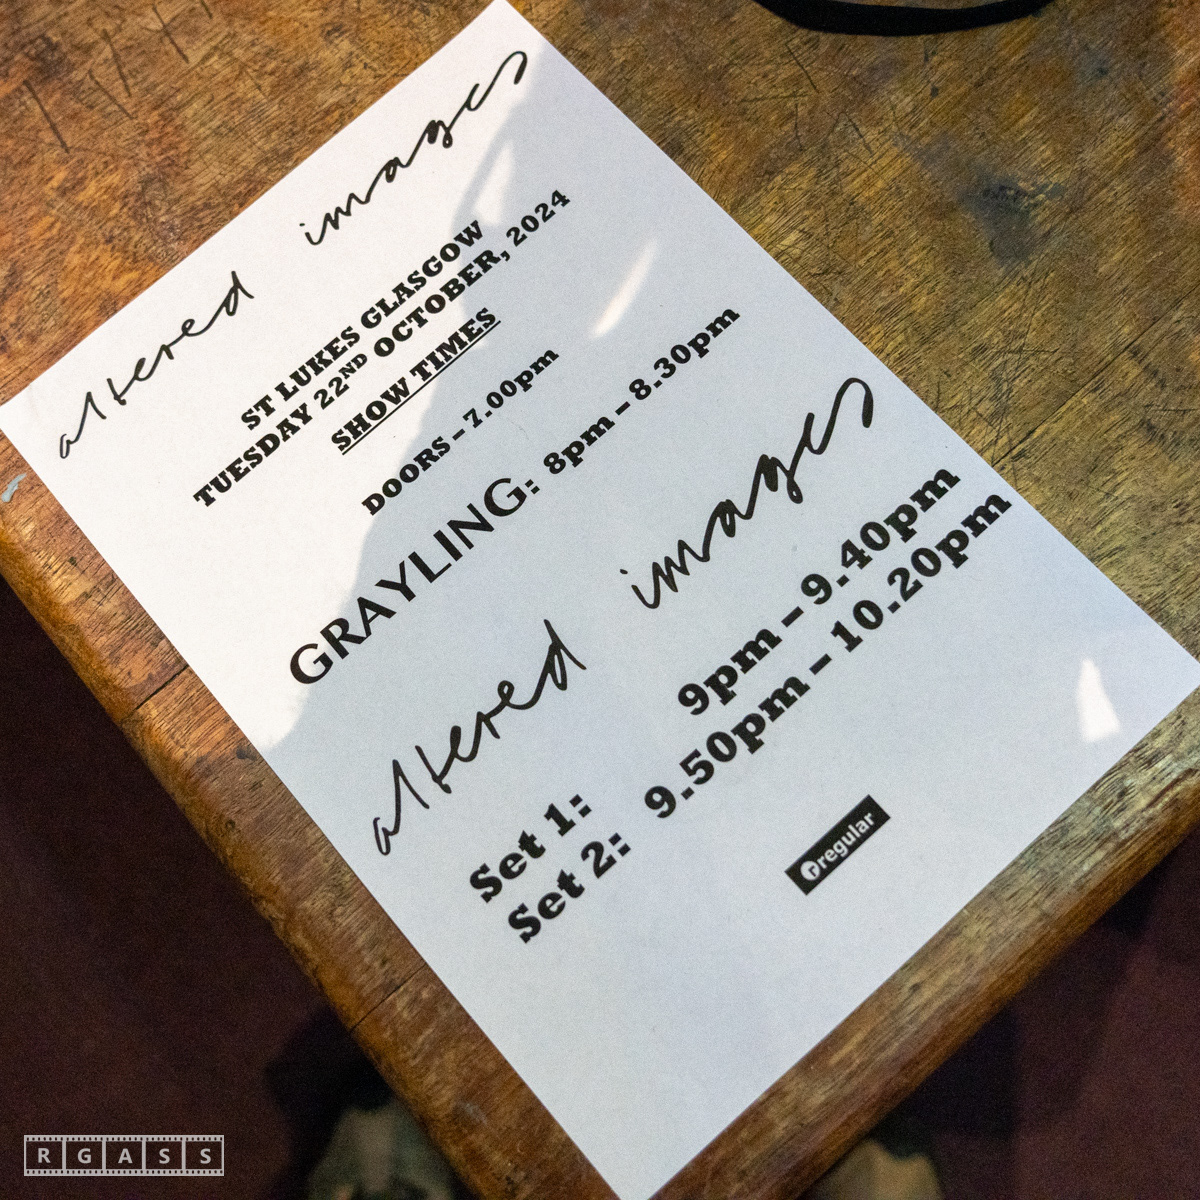 altered images
ST LUKES GLASGOW
TUESDAY 22ND OCTOBER, 2024
SHOW TIMES
DOORS – 7.00pm
GRAYLING: 8pm – 8.30pm
altered images
Set 1: 9pm – 9.40pm
Set 2: 9.50pm – 10.20pm
regular
RGASS